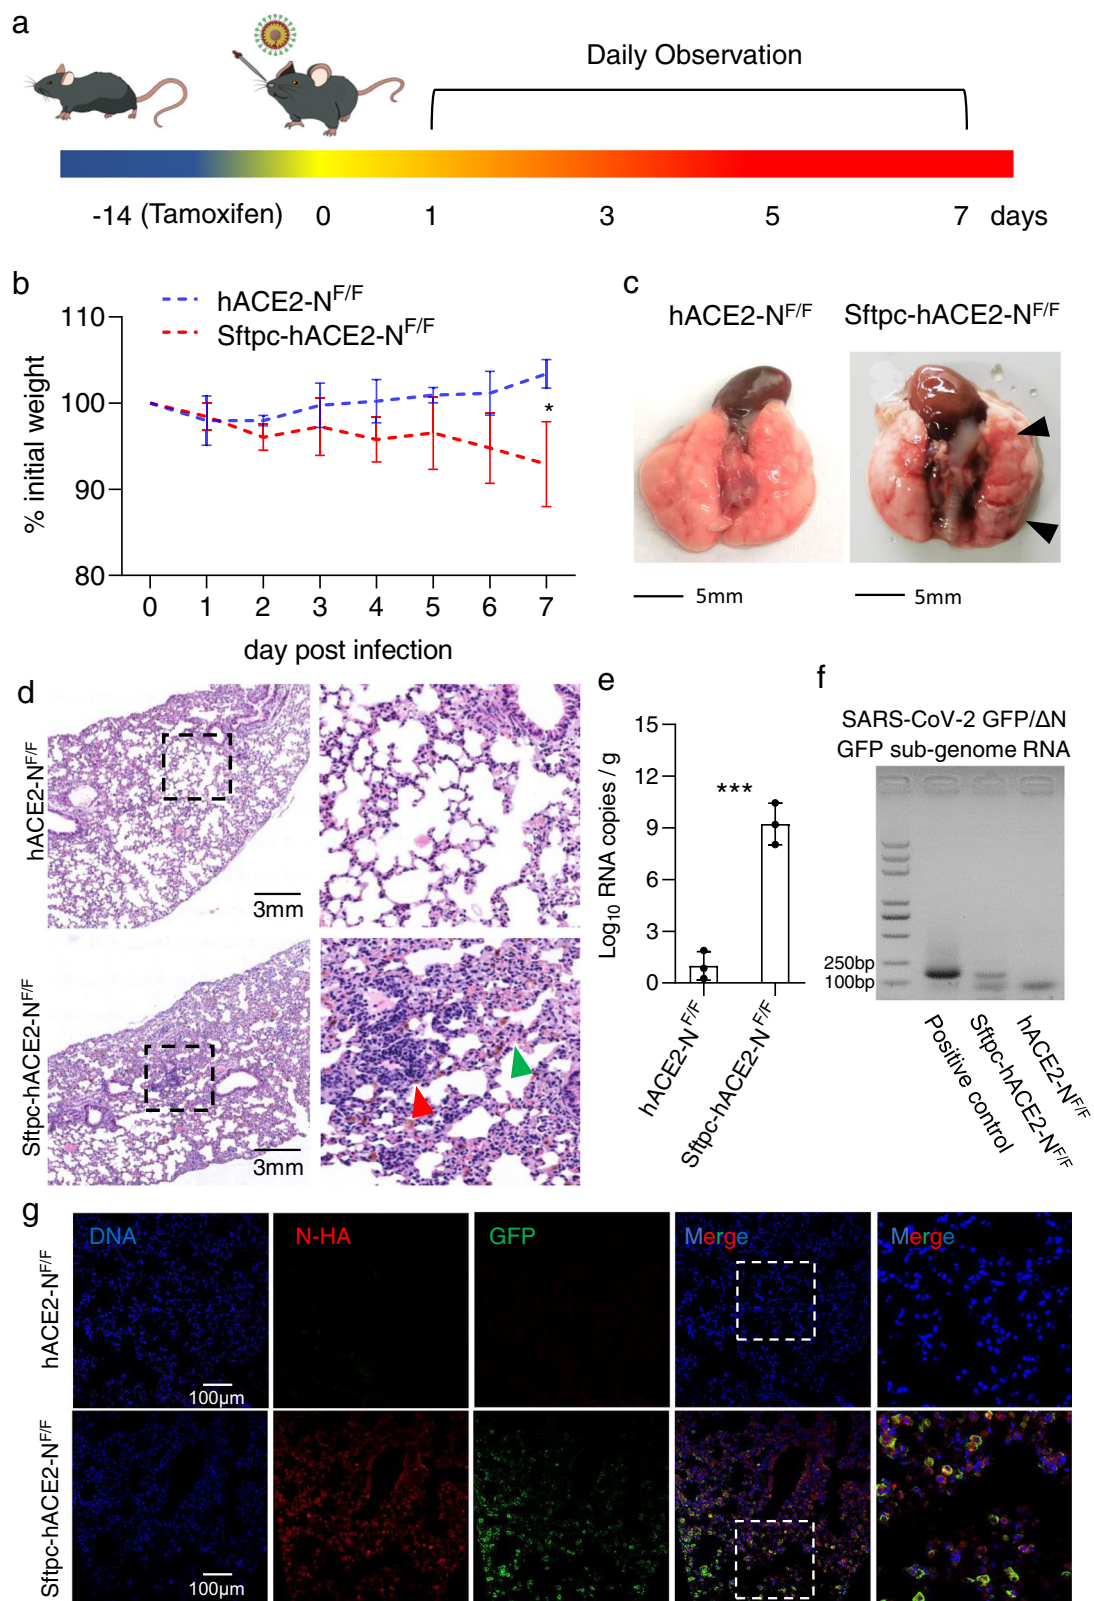 a
Daily Observation
-14 (Tamoxifen) 0 1 3 5 7 days
b
hACE2-N^F/F
Sftpc-hACE2-N^F/F
% initial weight
110
100
90
80
*
0 1 2 3 4 5 6 7
day post infection
c
hACE2-N^F/F Sftpc-hACE2-N^F/F
5mm 5mm
d
hACE2-N^F/F
3mm
Sftpc-hACE2-N^F/F
3mm
e
Log₁₀ RNA copies / g
15
12
9
6
3
0
***
hACE2-N^F/F
Sftpc-hACE2-N^F/F
f
SARS-CoV-2 GFP/ΔN
GFP sub-genome RNA
250bp
100bp
Positive control
Sftpc-hACE2-N^F/F
hACE2-N^F/F
g
hACE2-N^F/F
DNA N-HA GFP Merge Merge
100μm
Sftpc-hACE2-N^F/F
100μm